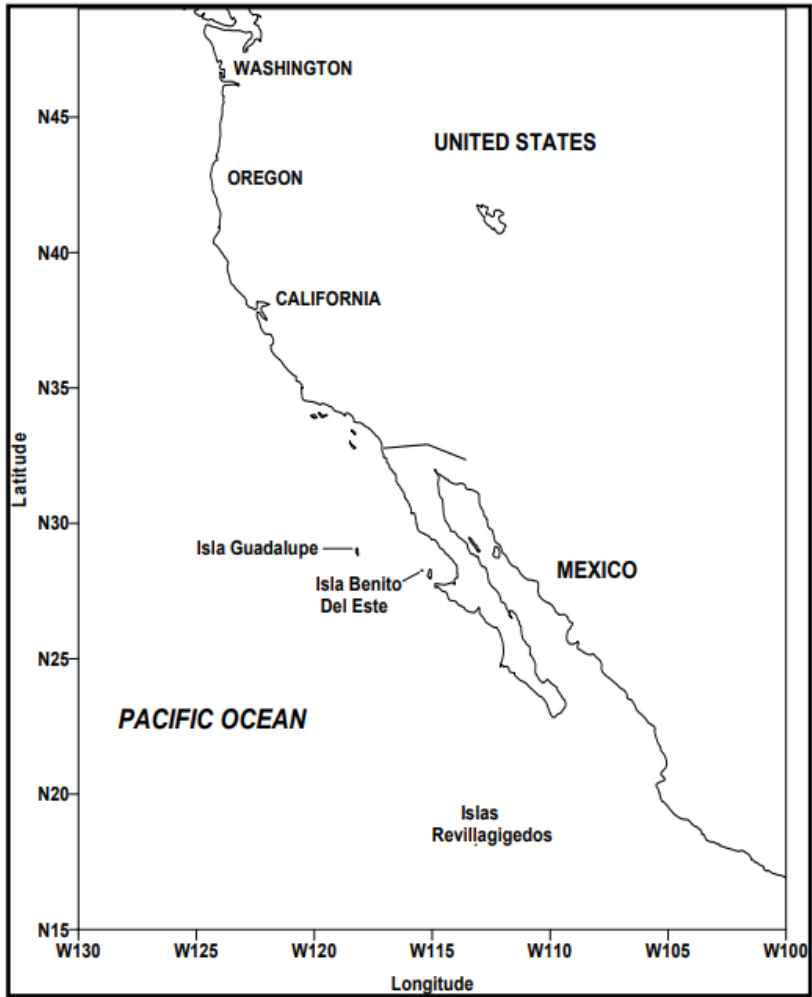 WASHINGTON
N45
UNITED STATES
OREGON
N40
CALIFORNIA
N35
Latitude
N30
Isla Guadalupe
MEXICO
Isla Benito
Del Este
N25
PACIFIC OCEAN
N20
Islas
Revillagigedos
N15
W130 W125 W120 W115 W110 W105 W100
Longitude